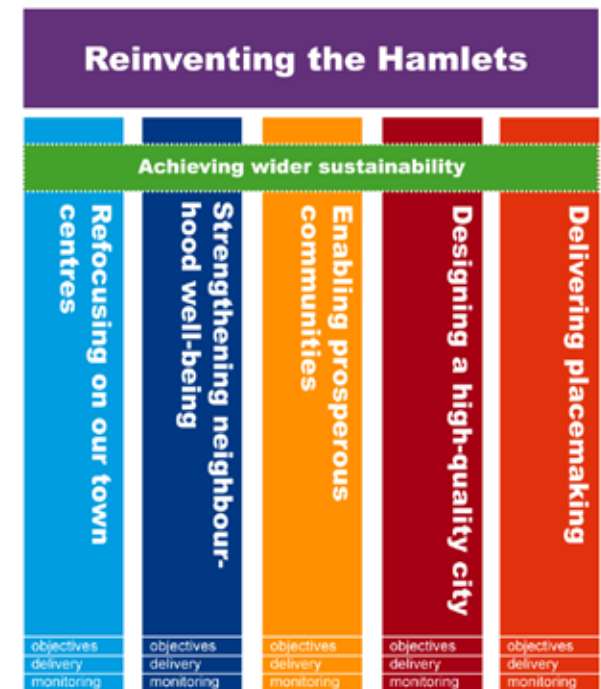 Reinventing the Hamlets
Achieving wider sustainability
Refocusing on our town
centres
Strengthening neighbour-
hood well-being
Enabling prosperous
communities
Designing a high-quality city
Delivering placemaking
objectives
delivery
monitoring
objectives
delivery
monitoring
objectives
delivery
monitoring
objectives
delivery
monitoring
objectives
delivery
monitoring